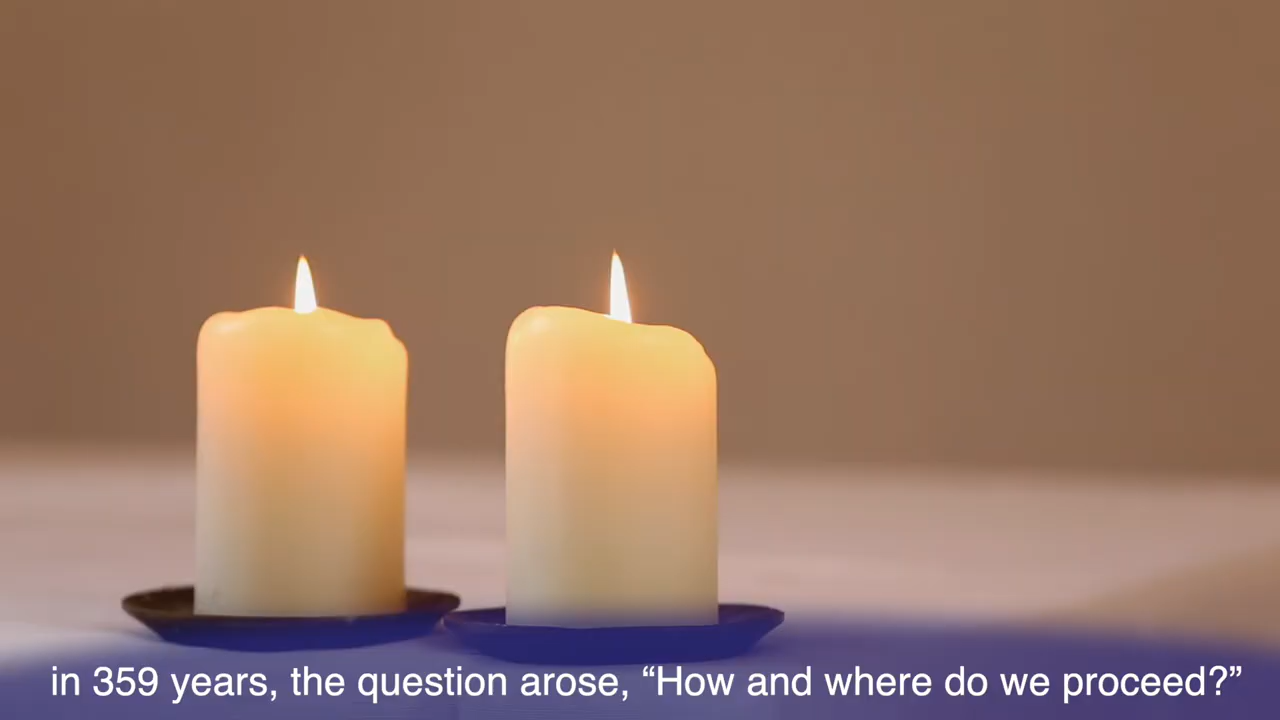 in 359 years, the question arose, “How and where do we proceed?”